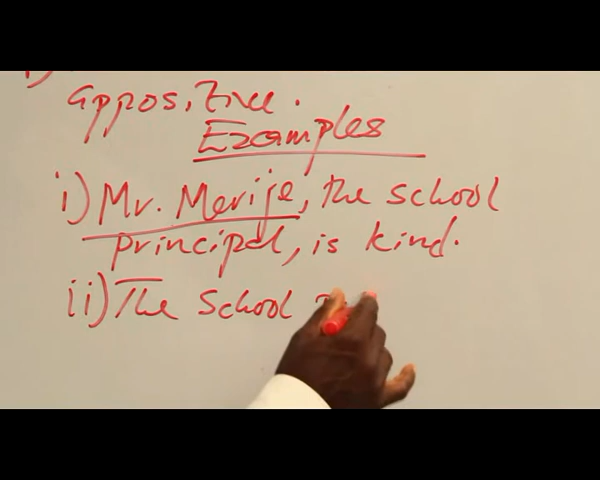 appositive.
Examples
i) Mr. Merije, the school
principal, is kind.
ii) The school